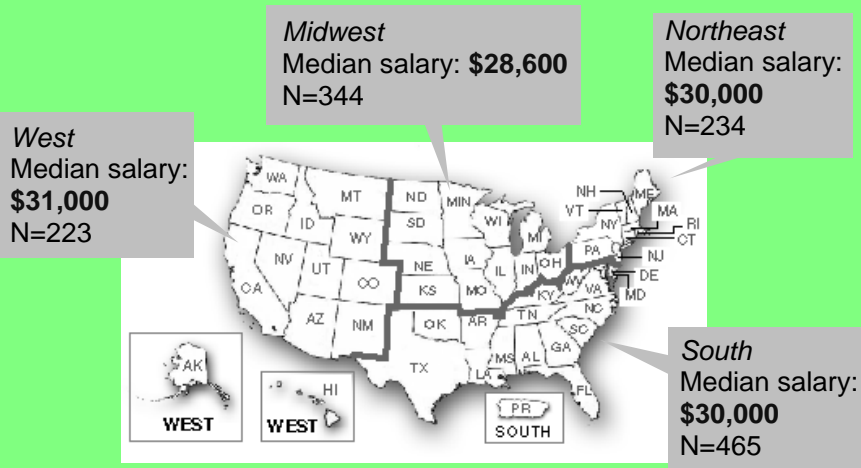 Midwest
Median salary: $28,600
N=344
Northeast
Median salary:
$30,000
N=234
West
Median salary:
$31,000
N=223
WA
MT
ND
MIN
OR
ID
WY
SD
WI
MI
NH
VT
ME
NY
MA
RI
CT
NV
UT
CO
NE
IA
IL
IN
OH
PA
NJ
DE
MD
CA
KS
MO
KY
WV
VA
AZ
NM
OK
AR
TN
NC
SC
TX
LA
MS
AL
GA
FL
AK
WEST
HI
WEST
PR
SOUTH
South
Median salary:
$30,000
N=465